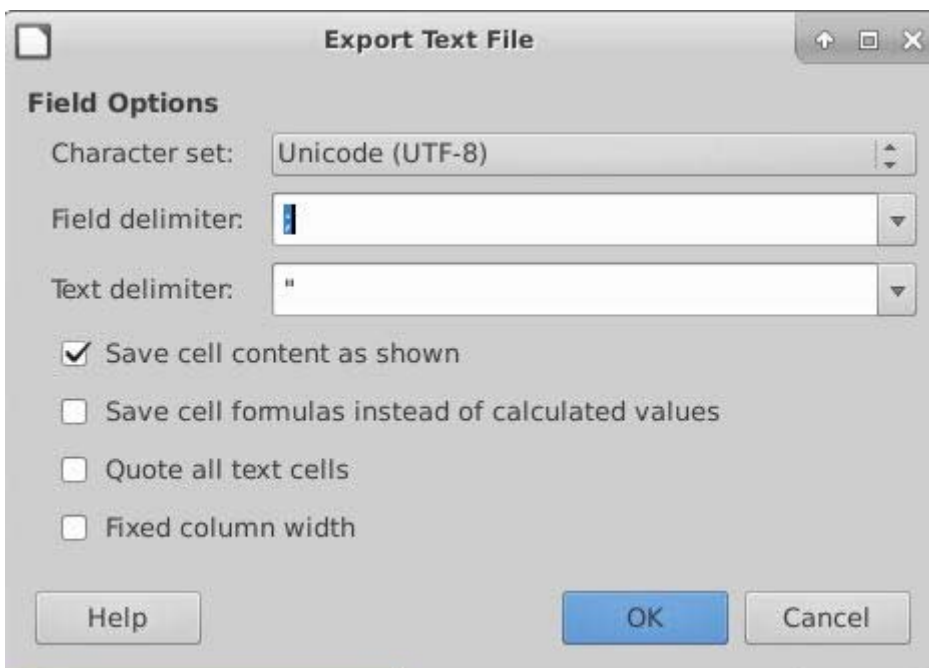 Export Text File
Field Options
Character set: Unicode (UTF-8)
Field delimiter: ;
Text delimiter: "
Save cell content as shown
Save cell formulas instead of calculated values
Quote all text cells
Fixed column width
Help OK Cancel